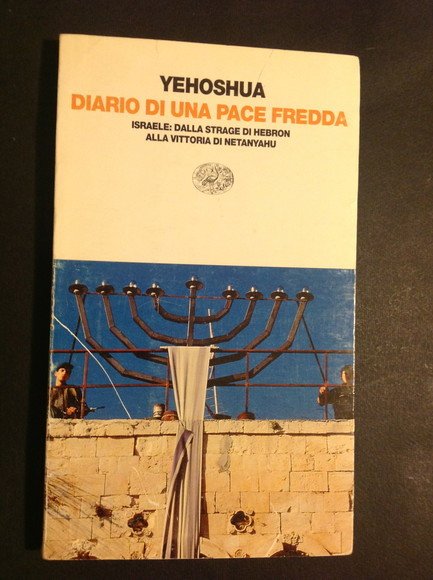 YEHOSHUA
DIARIO DI UNA PACE FREDDA
ISRAELE: DALLA STRAGE DI HEBRON
ALLA VITTORIA DI NETANYAHU